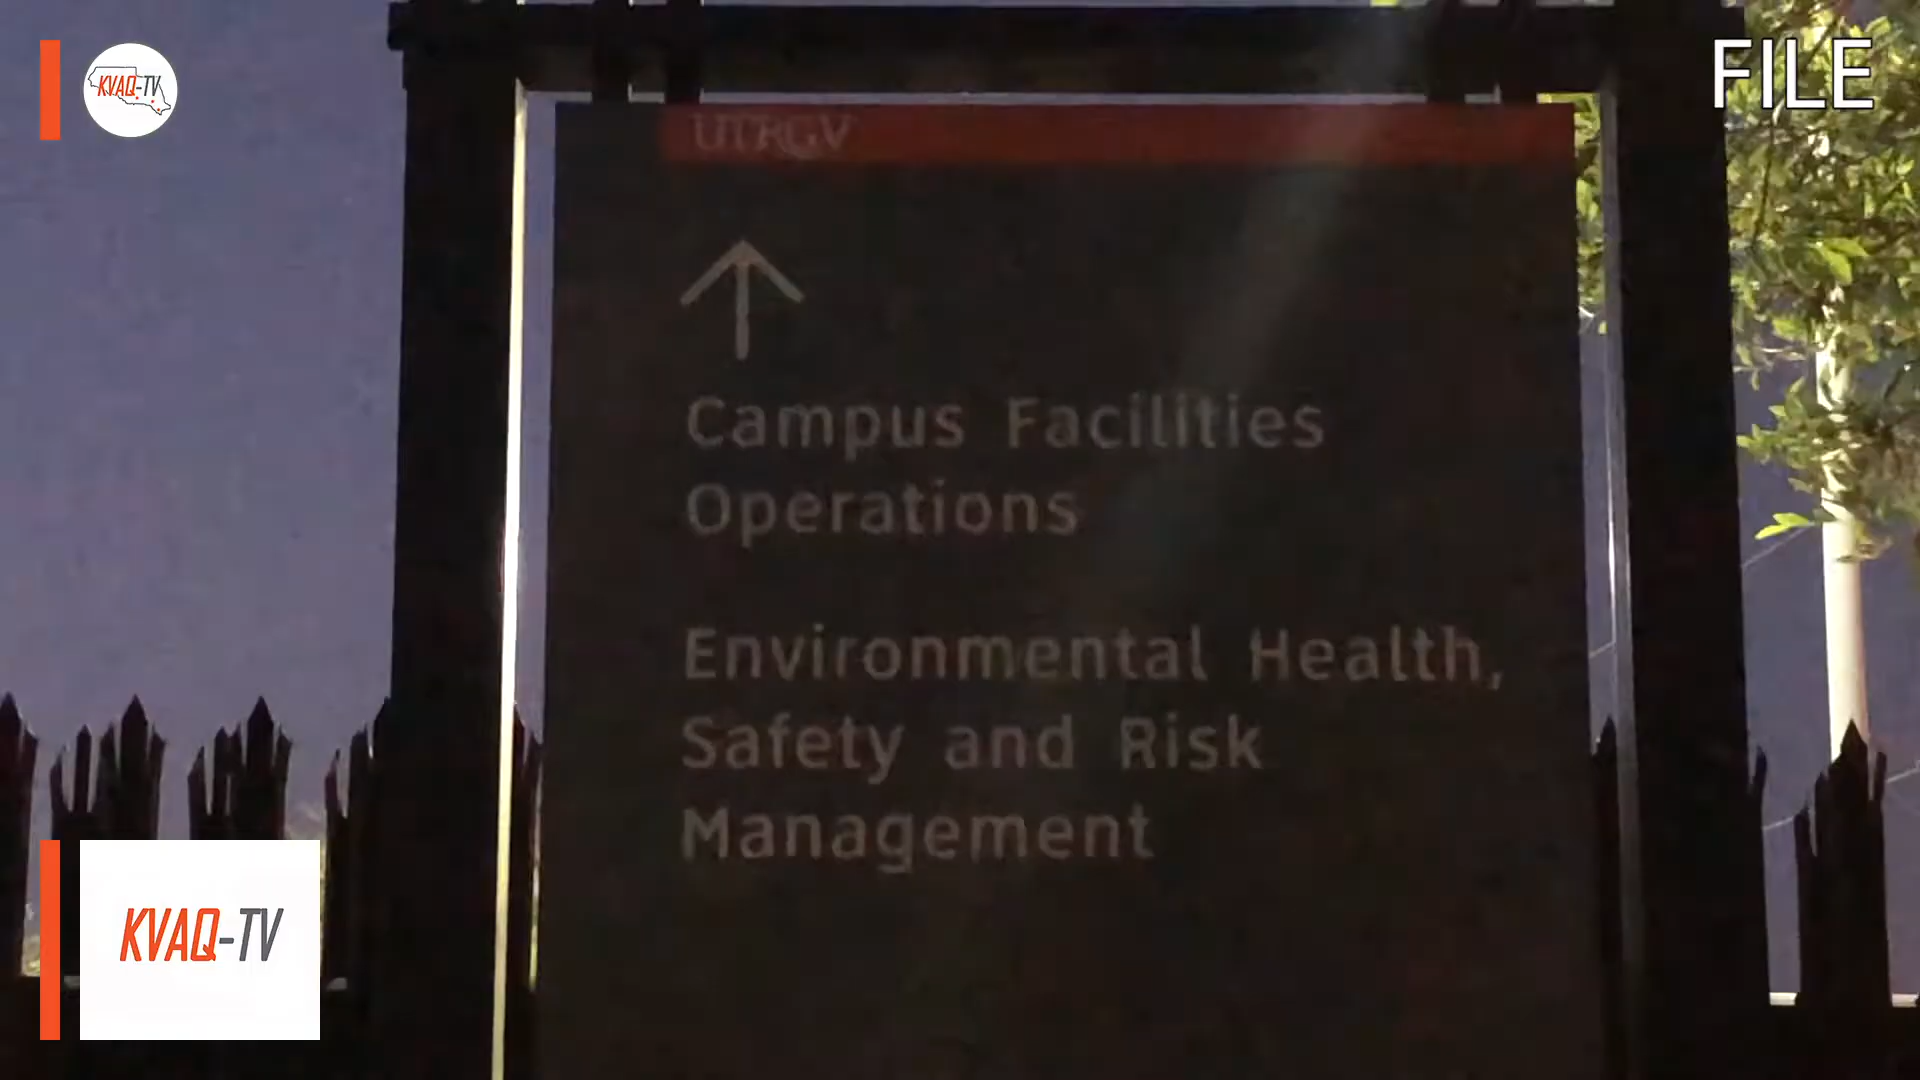 KVAQ-TV
FILE
UTRGV
Campus Facilities
Operations
Environmental Health,
Safety and Risk
Management
KVAQ-TV